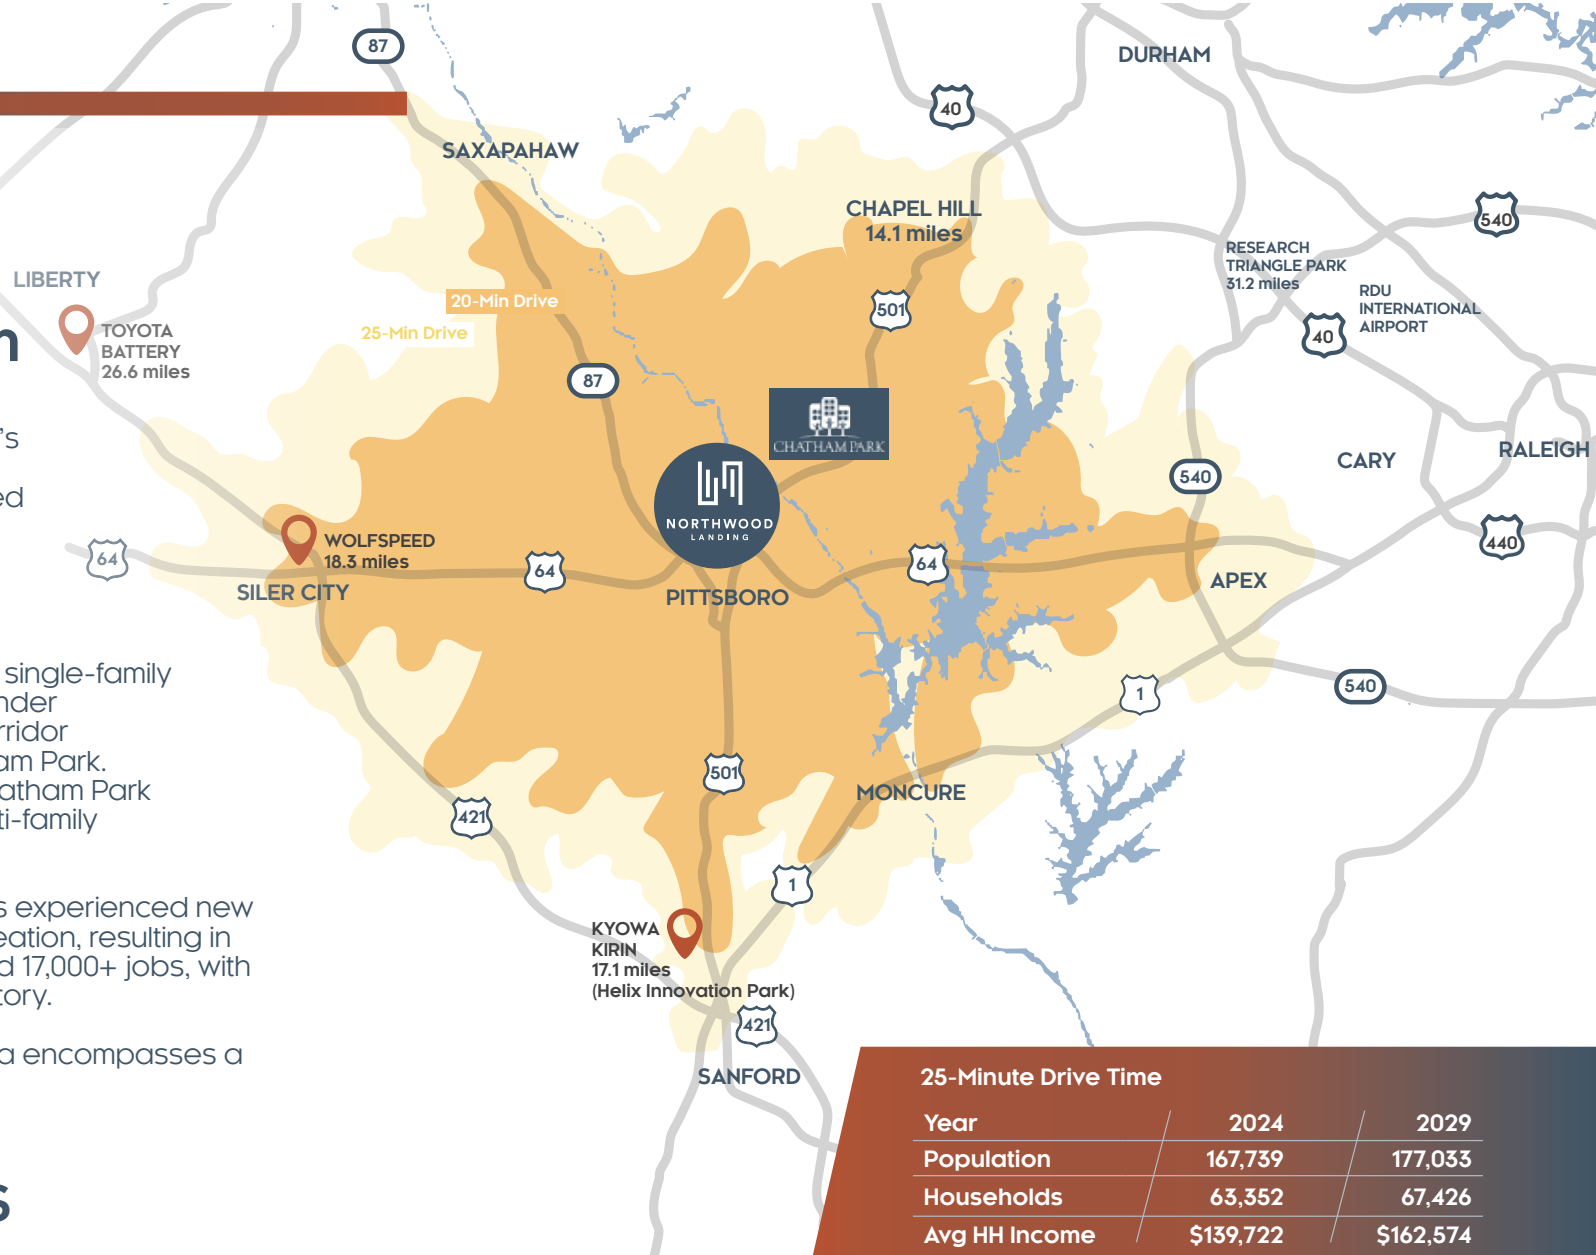 87
DURHAM
40
SAXAPAHAW
CHAPEL HILL
14.1 miles
540
RESEARCH
TRIANGLE PARK
31.2 miles
RDU
INTERNATIONAL
AIRPORT
40
LIBERTY
TOYOTA
BATTERY
26.6 miles
20-Min Drive
25-Min Drive
501
87
CHATHAM PARK
NORTHWOOD
LANDING
PITTSBORO
CARY
RALEIGH
540
440
64
WOLFSPEED
18.3 miles
SILER CITY
64
64
APEX
540
1
501
MONCURE
421
1
KYOWA
KIRIN
17.1 miles
(Helix Innovation Park)
421
SANFORD
n
's
ed
single-family
nder
rridor
am Park.
atham Park
ti-family
s experienced new
eation, resulting in
d 17,000+ jobs, with
tory.
a encompasses a
s
25-Minute Drive Time
Year 2024 2029
Population 167,739 177,033
Households 63,352 67,426
Avg HH Income $139,722 $162,574